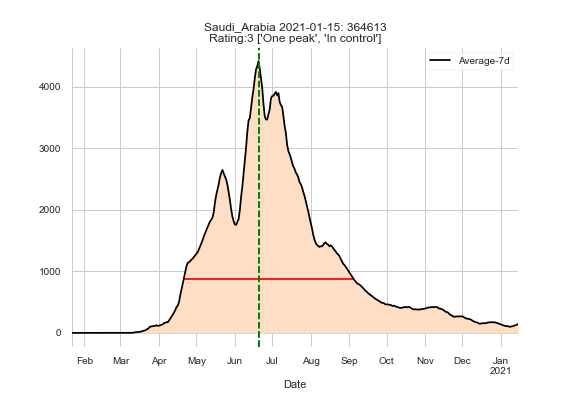 Saudi_Arabia 2021-01-15: 364613
Rating:3 ['One peak', 'In control']
Average-7d
4000
3000
2000
1000
0
Feb Mar Apr May Jun Jul Aug Sep Oct Nov Dec Jan
2021
Date